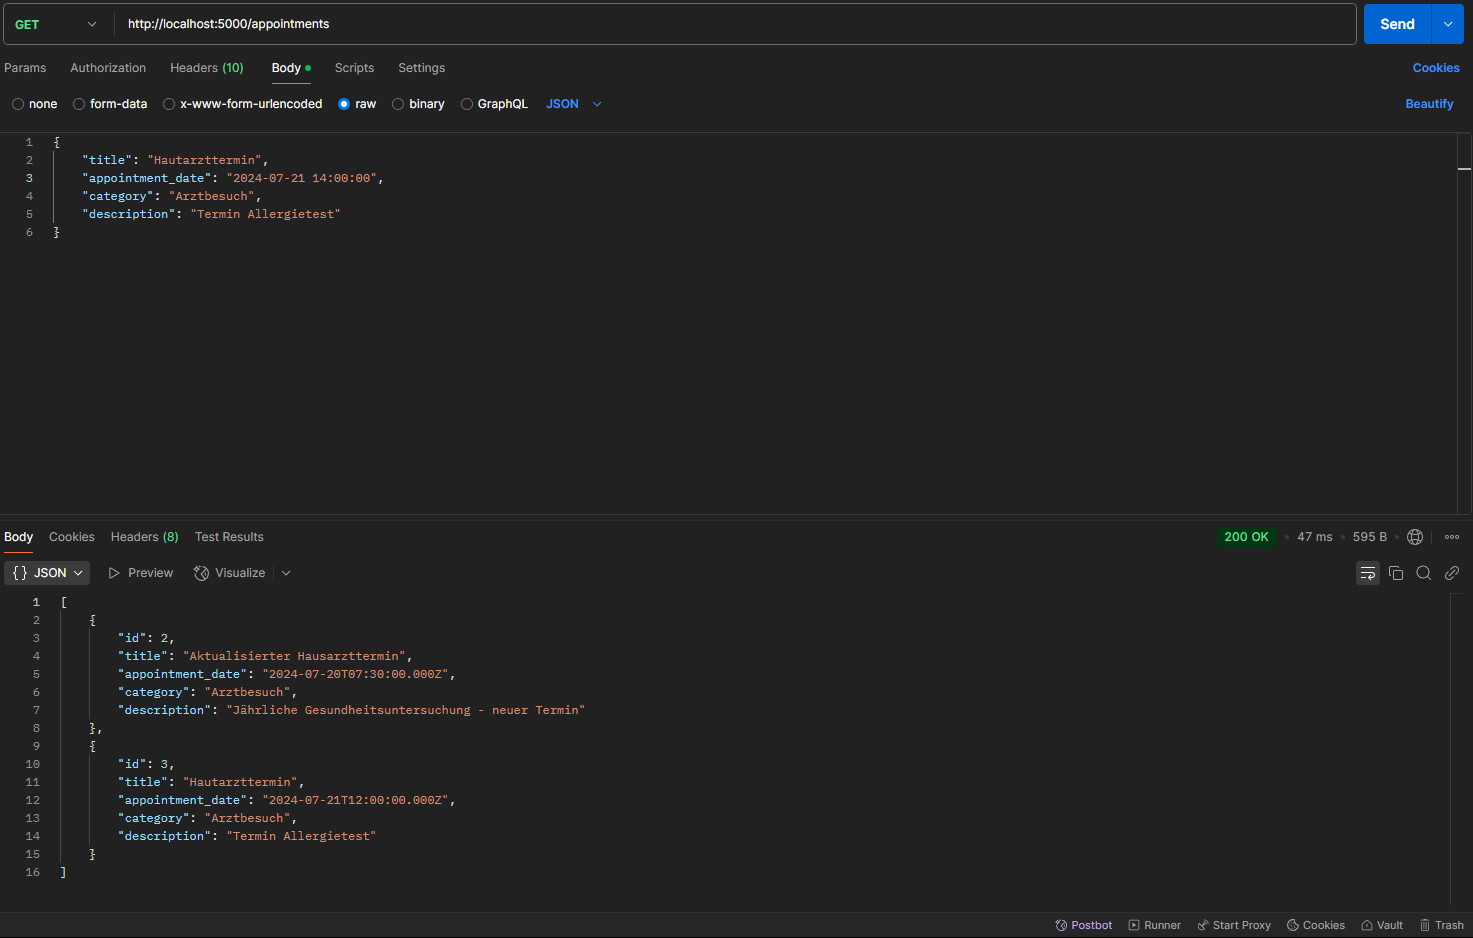 GET http://localhost:5000/appointments Send
Params Authorization Headers (10) Body Scripts Settings Cookies
none form-data x-www-form-urlencoded raw binary GraphQL JSON Beautify
1 {
2 "title": "Hautarzttermin",
3 "appointment_date": "2024-07-21 14:00:00",
4 "category": "Arztbesuch",
5 "description": "Termin Allergietest"
6 }
Body Cookies Headers (8) Test Results 200 OK • 47 ms • 595 B •
{} JSON Preview Visualize
1 [
2 {
3 "id": 2,
4 "title": "Aktualisierter Hausarzttermin",
5 "appointment_date": "2024-07-20T07:30:00.000Z",
6 "category": "Arztbesuch",
7 "description": "Jährliche Gesundheitsuntersuchung - neuer Termin"
8 },
9 {
10 "id": 3,
11 "title": "Hautarzttermin",
12 "appointment_date": "2024-07-21T12:00:00.000Z",
13 "category": "Arztbesuch",
14 "description": "Termin Allergietest"
15 }
16 ]
Postbot Runner Start Proxy Cookies Vault Trash